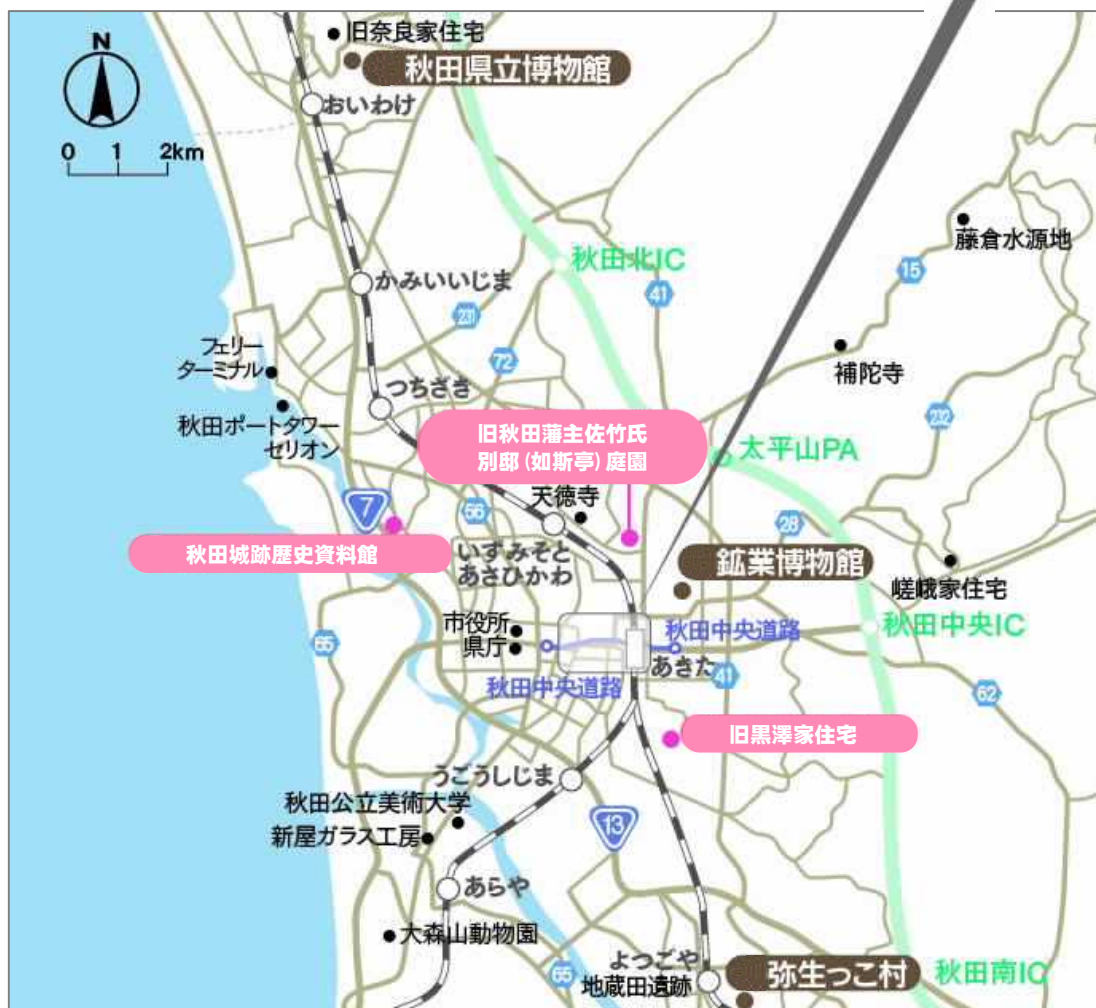 旧奈良家住宅
秋田県立博物館
N
おいわけ
0 1 2km
藤倉水源地
秋田北IC
15
41
かみいいじま
231
フェリー
ターミナル
72
補陀寺
つちざき
232
秋田ポートタワー
セリオン
旧秋田藩主佐竹氏
別邸(如斯亭)庭園
太平山PA
天徳寺
7
56
28
秋田城跡歴史資料館
いずみそと
あさひかわ
鉱業博物館
嵯峨家住宅
市役所
県庁
秋田中央道路
秋田中央IC
65
あきた
41
秋田中央道路
62
旧黒澤家住宅
うごうしじま
秋田公立美術大学
新屋ガラス工房
13
あらや
大森山動物園
よつごや
地蔵田遺跡
65
弥生っこ村
秋田南IC